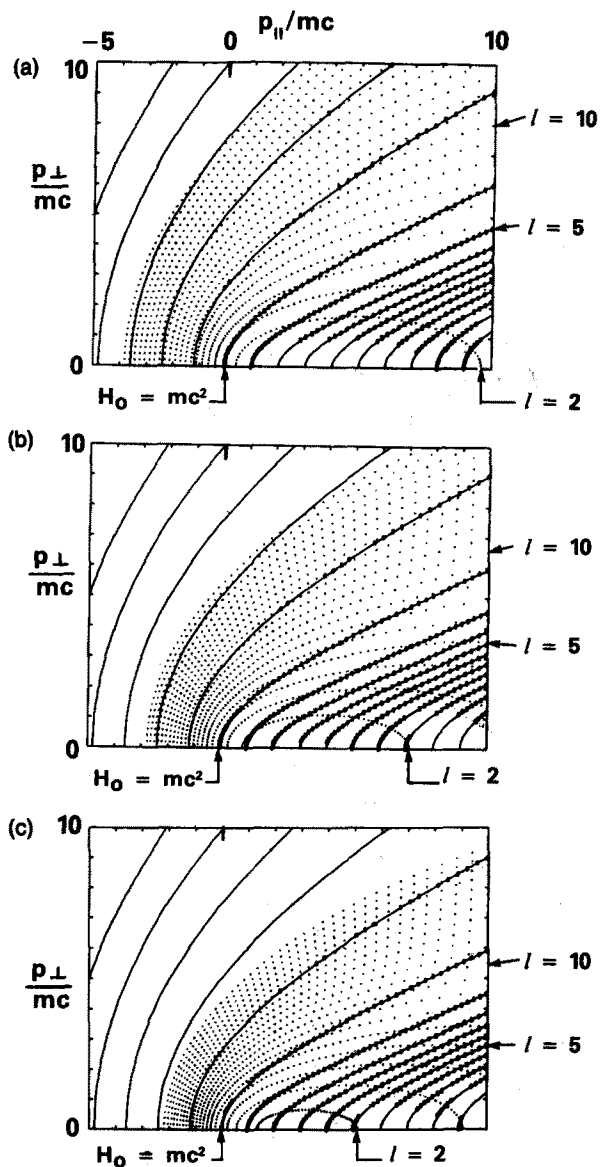 p||/mc
−5 0 10
(a)
10
p⊥
mc
0
l = 10
l = 5
H₀ = mc²
l = 2
(b)
10
p⊥
mc
0
l = 10
l = 5
H₀ = mc²
l = 2
(c)
10
p⊥
mc
0
l = 10
l = 5
H₀ = mc²
l = 2